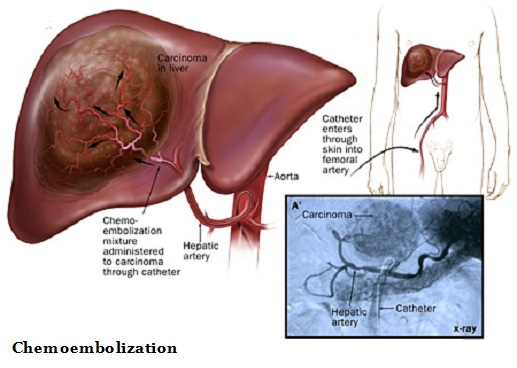 Carcinoma
in liver
Catheter
enters
through
skin into
femoral
artery
Aorta
Chemo-
embolization
mixture
administered
to carcinoma
through catheter
Hepatic
artery
A'
Carcinoma
Hepatic
artery
Catheter
x-ray
Chemoembolization